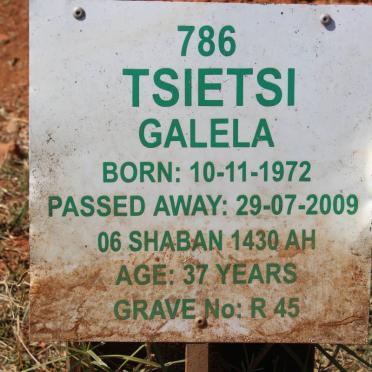 786
TSIETSI
GALELA
BORN: 10-11-1972
PASSED AWAY: 29-07-2009
06 SHABAN 1430 AH
AGE: 37 YEARS
GRAVE No: R 45